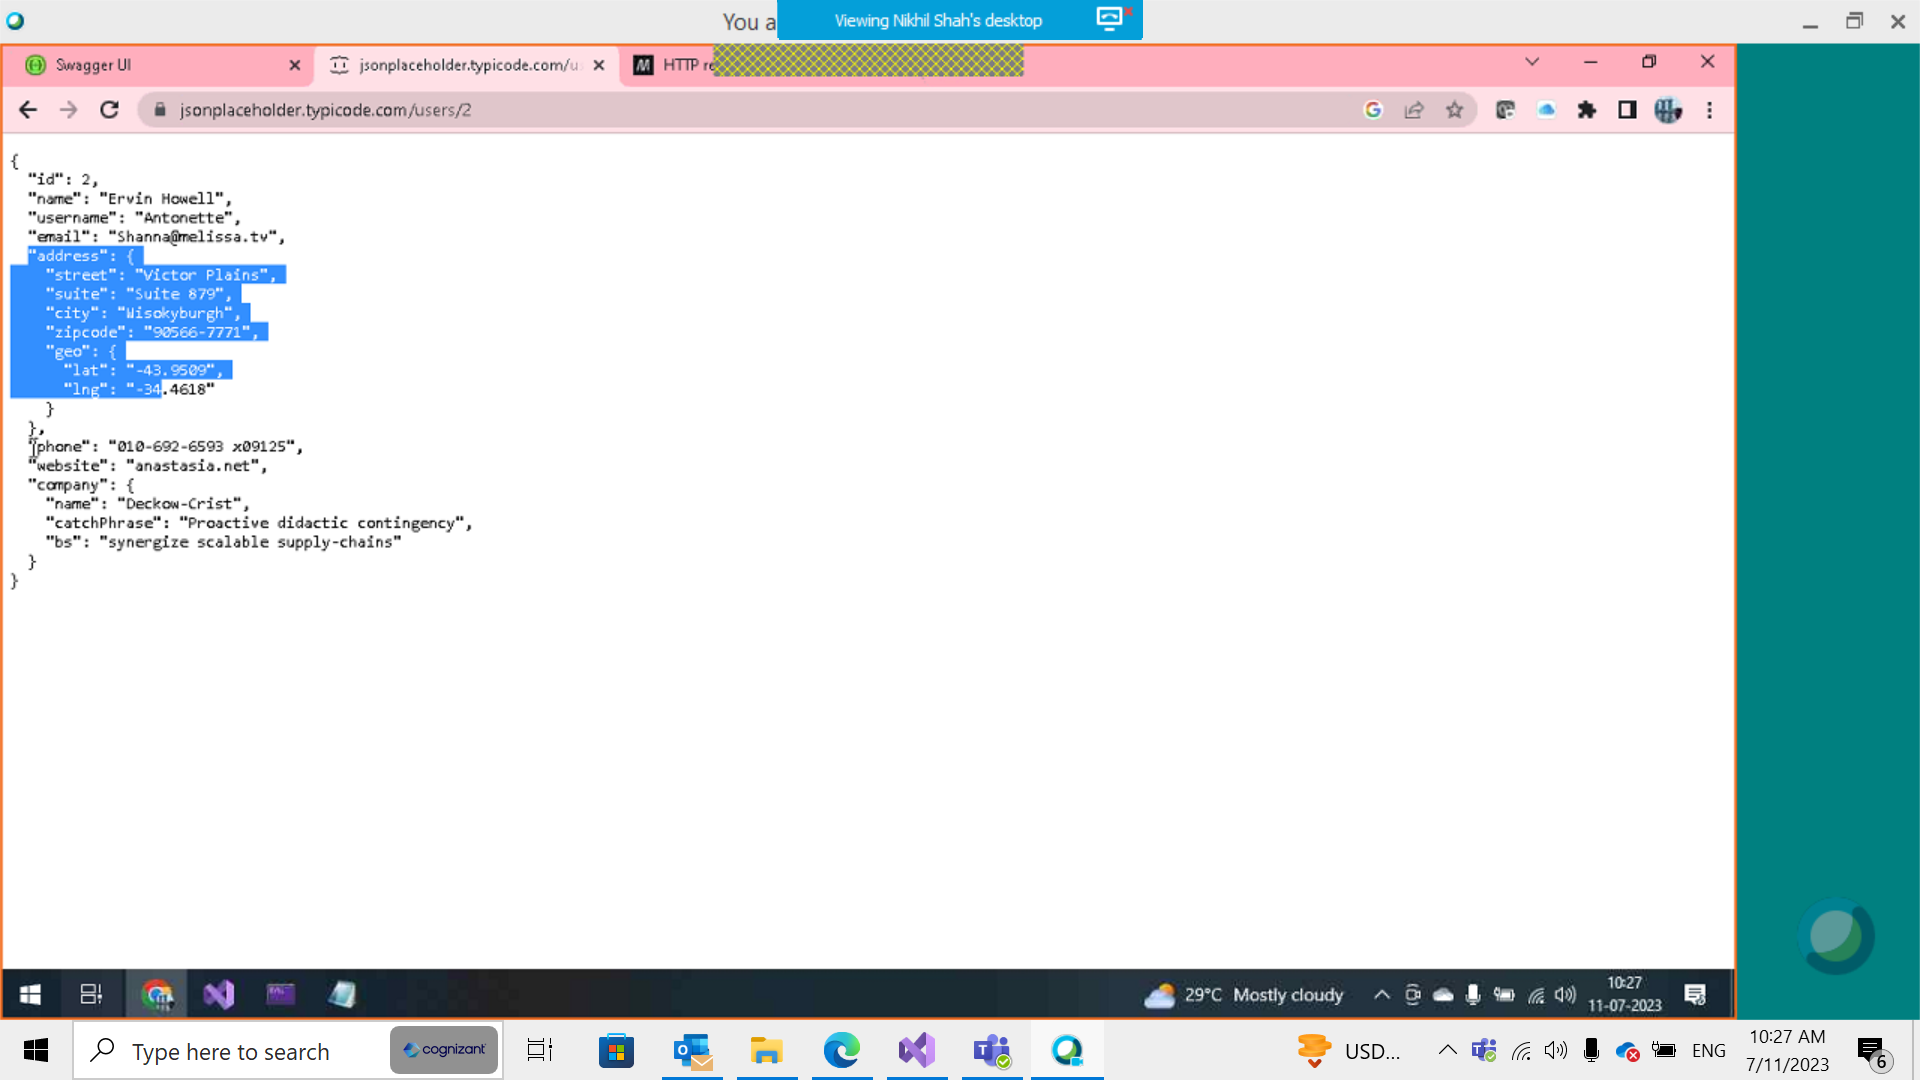 You a
Viewing Nikhil Shah's desktop
Swagger UI
jsonplaceholder.typicode.com/u
HTTP re
jsonplaceholder.typicode.com/users/2
{
"id": 2,
"name": "Ervin Howell",
"username": "Antonette",
"email": "Shanna@melissa.tv",
"address": {
"street": "Victor Plains",
"suite": "Suite 879",
"city": "Wisokyburgh",
"zipcode": "90566-7771",
"geo": {
"lat": "-43.9509",
"lng": "-34.4618"
}
},
"phone": "010-692-6593 x09125",
"website": "anastasia.net",
"company": {
"name": "Deckow-Crist",
"catchPhrase": "Proactive didactic contingency",
"bs": "synergize scalable supply-chains"
}
}
29°C Mostly cloudy
10:27
11-07-2023
Type here to search
cognizant
USD...
ENG
10:27 AM
7/11/2023
6